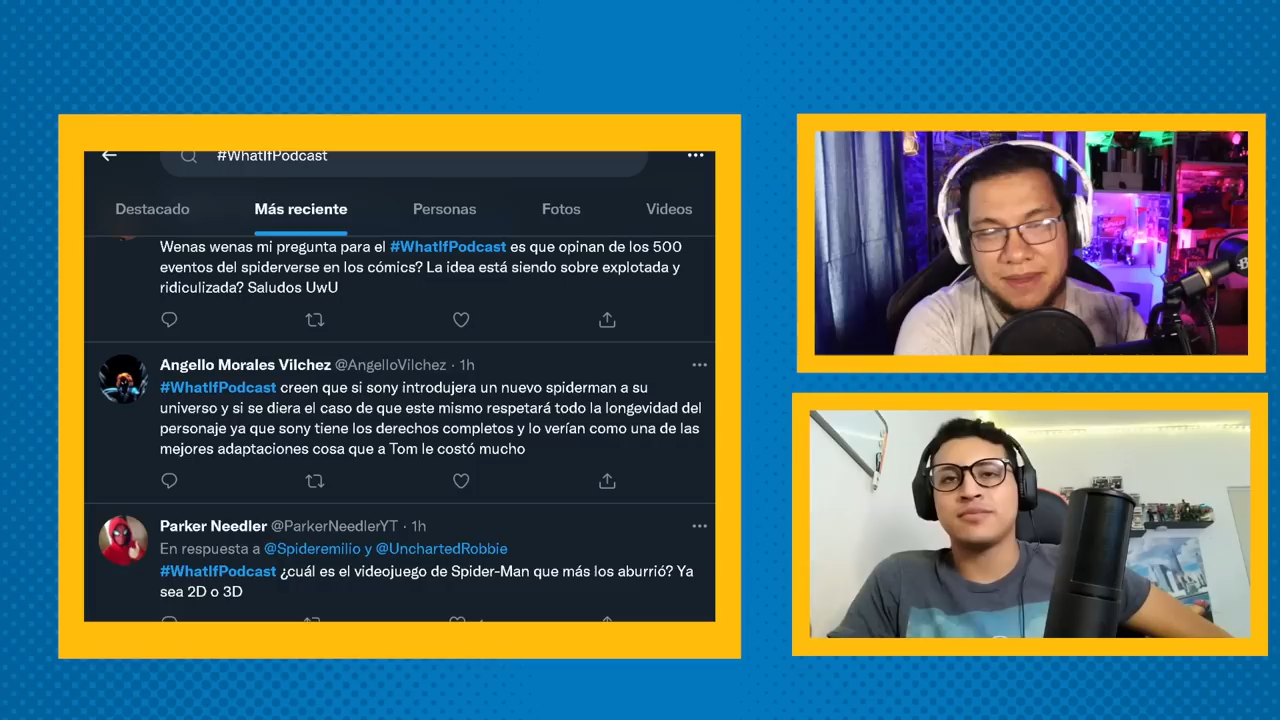 #WhatIfPodcast
Destacado Más reciente Personas Fotos Videos
Wenas wenas mi pregunta para el #WhatIfPodcast es que opinan de los 500
eventos del spiderverse en los cómics? La idea está siendo sobre explotada y
ridiculizada? Saludos UwU
Angello Morales Vilchez @AngelloVilchez · 1h
#WhatIfPodcast creen que si sony introdujera un nuevo spiderman a su
universo y si se diera el caso de que este mismo respetará todo la longevidad del
personaje ya que sony tiene los derechos completos y lo verían como una de las
mejores adaptaciones cosa que a Tom le costó mucho
Parker Needler @ParkerNeedlerYT · 1h
En respuesta a @Spideremilio y @UnchartedRobbie
#WhatIfPodcast ¿cuál es el videojuego de Spider-Man que más los aburrió? Ya
sea 2D o 3D